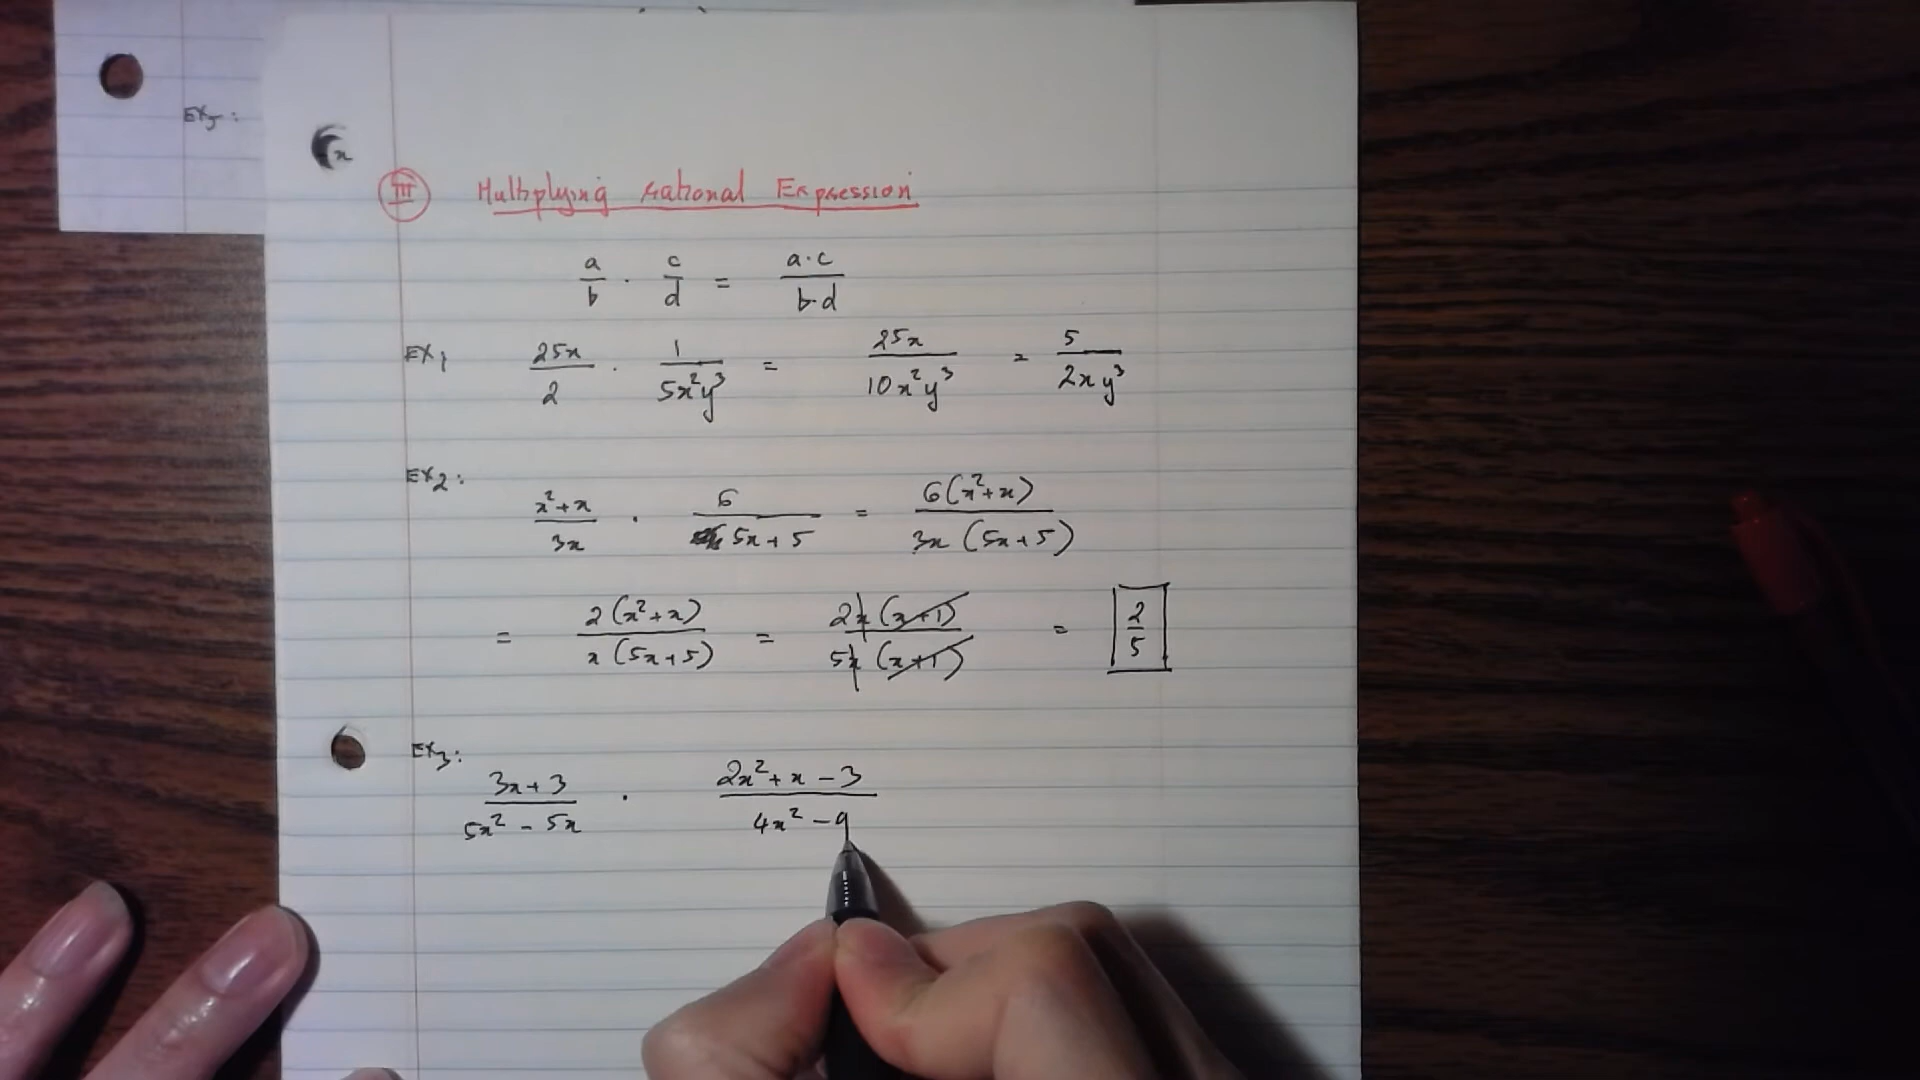 EX5 :
x
III Multiplying rational Expression
a/b · c/d = a·c/b·d
EX1 25x/2 · 1/5x²y³ = 25x/10x²y³ = 5/2xy³
EX2: x²+x/3x · 6/5x+5 = 6(x²+x)/3x(5x+5)
= 2(x²+x)/x(5x+5) = 2x(x+1)/5x(x+1) = 2/5
EX3: 3x+3/5x²-5x · 2x²+x-3/4x²-9